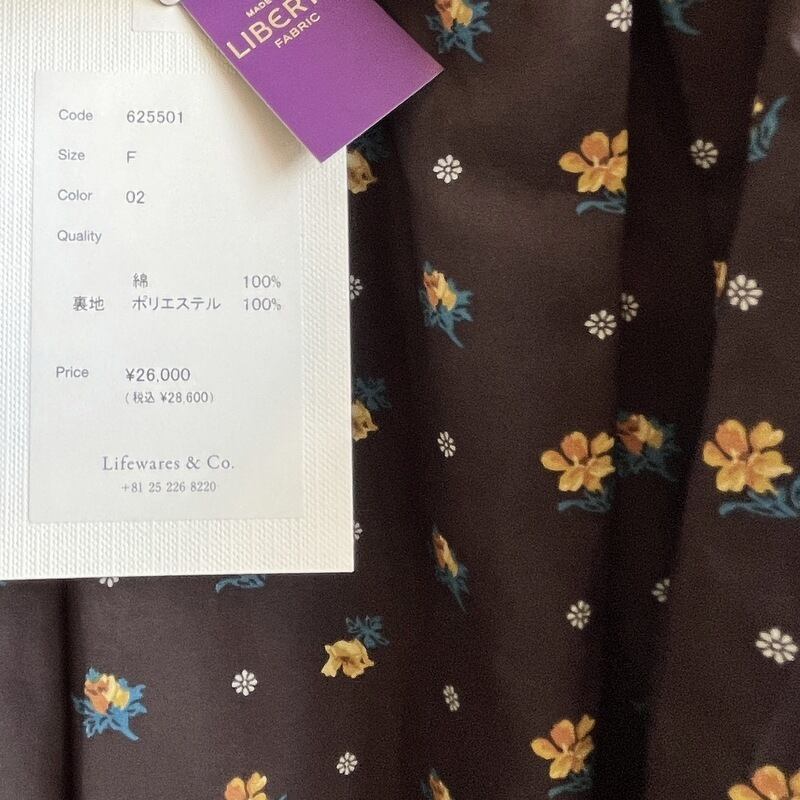 MADE
LIBERTY
FABRIC
Code 625501
Size F
Color 02
Quality
綿 100%
裏地 ポリエステル 100%
Price ¥26,000
(税込 ¥28,600)
Lifewares & Co.
+81 25 226 8220